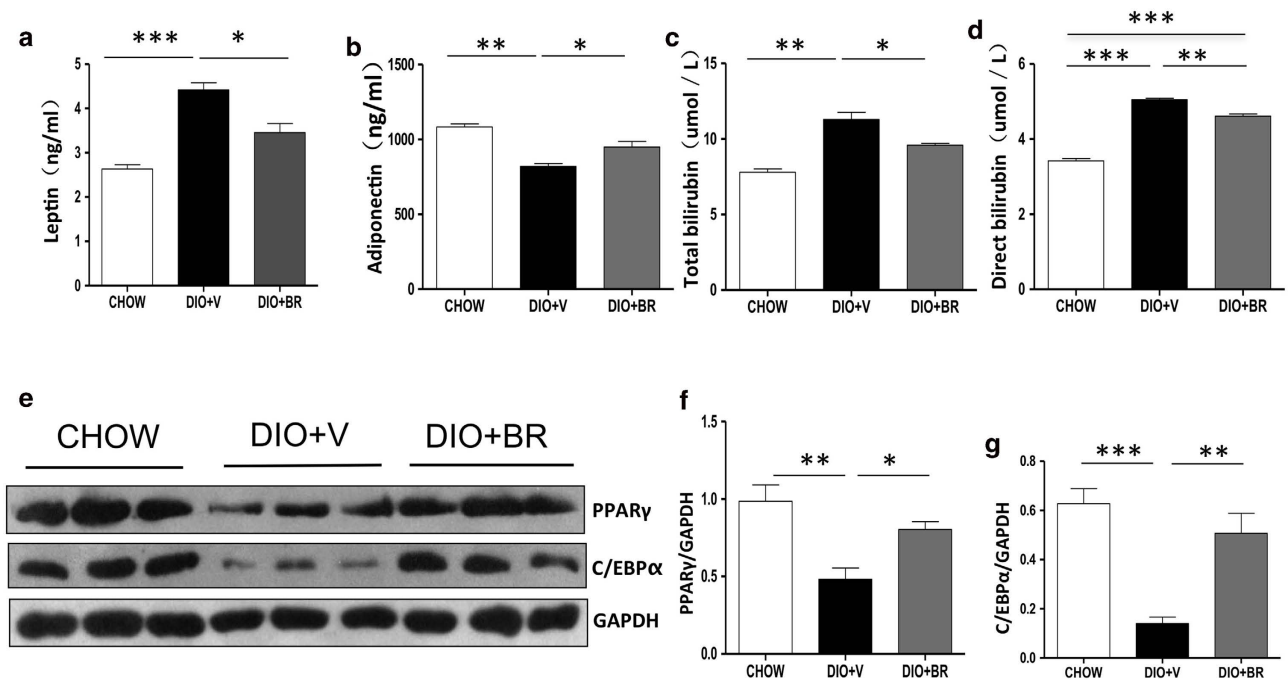 a
*** *
Leptin（ng/ml）
5
4
3
2
1
0
CHOW DIO+V DIO+BR
b
** *
Adiponectin（ng/ml）
1500
1000
500
0
CHOW DIO+V DIO+BR
c
** *
Total bilirubin（umol / L）
15
10
5
0
CHOW DIO+V DIO+BR
d
***
*** **
Direct bilirubin（umol / L）
6
4
2
0
CHOW DIO+V DIO+BR
e
CHOW DIO+V DIO+BR
PPARγ
C/EBPα
GAPDH
f
** *
PPARγ/GAPDH
1.5
1.0
0.5
0.0
CHOW DIO+V DIO+BR
g
*** **
C/EBPα/GAPDH
0.8
0.6
0.4
0.2
0.0
CHOW DIO+V DIO+BR